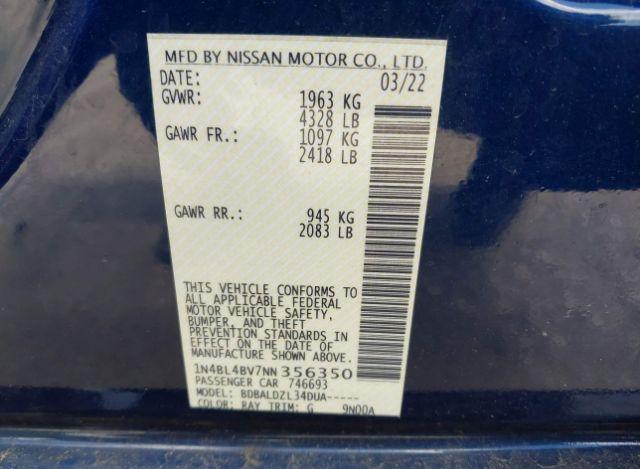 MFD BY NISSAN MOTOR CO., LTD.
DATE: 03/22
GVWR: 1963 KG
4328 LB
GAWR FR.: 1097 KG
2418 LB
GAWR RR.: 945 KG
2083 LB
THIS VEHICLE CONFORMS TO
ALL APPLICABLE FEDERAL
MOTOR VEHICLE SAFETY,
BUMPER, AND THEFT
PREVENTION STANDARDS IN
EFFECT ON THE DATE OF
MANUFACTURE SHOWN ABOVE.
1N4BL4BV7NN356350
PASSENGER CAR 746693
MODEL: BDBALDZL34DUA-----
COLOR: RAY TRIM: G 9N00A